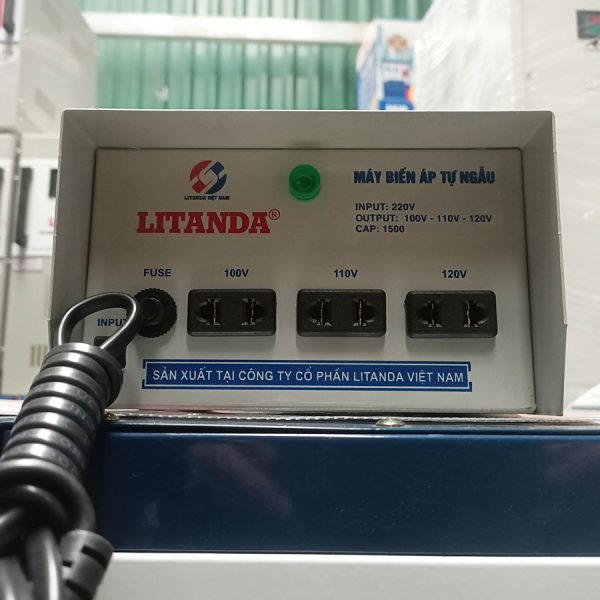 LITANDA VIỆT NAM
LITANDA®
MÁY BIẾN ÁP TỰ NGẪU
INPUT: 220V
OUTPUT: 100V - 110V - 120V
CAP: 1500
FUSE
100V
110V
120V
INPUT
SẢN XUẤT TẠI CÔNG TY CỔ PHẦN LITANDA VIỆT NAM